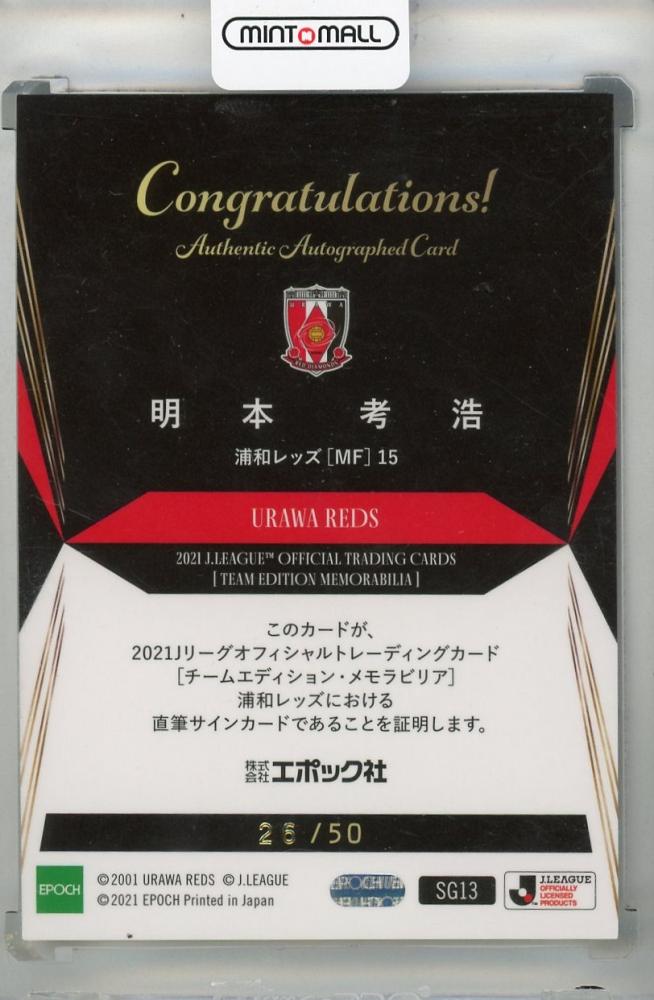 MINT MALL
Congratulations!
Authentic Autographed Card
URAWA
RED DIAMONDS
明本 考浩
浦和レッズ [MF] 15
URAWA REDS
2021 J.LEAGUE™ OFFICIAL TRADING CARDS
[ TEAM EDITION MEMORABILIA ]
このカードが、
2021Jリーグオフィシャルトレーディングカード
[チームエディション・メモラビリア]
浦和レッズにおける
直筆サインカードであることを証明します。
株式会社エポック社
26/50
EPOCH
©2001 URAWA REDS ©J.LEAGUE
©2021 EPOCH Printed in Japan
EPOCH
SG13
J.LEAGUE
OFFICIALLY
LICENSED
PRODUCTS